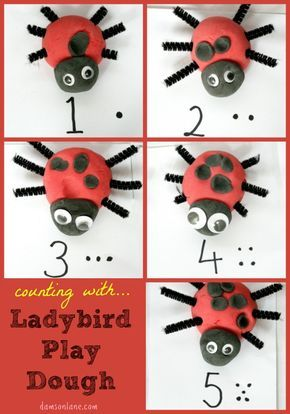 1
2
3
4
counting with...
Ladybird
Play
Dough
damsonlane.com
5